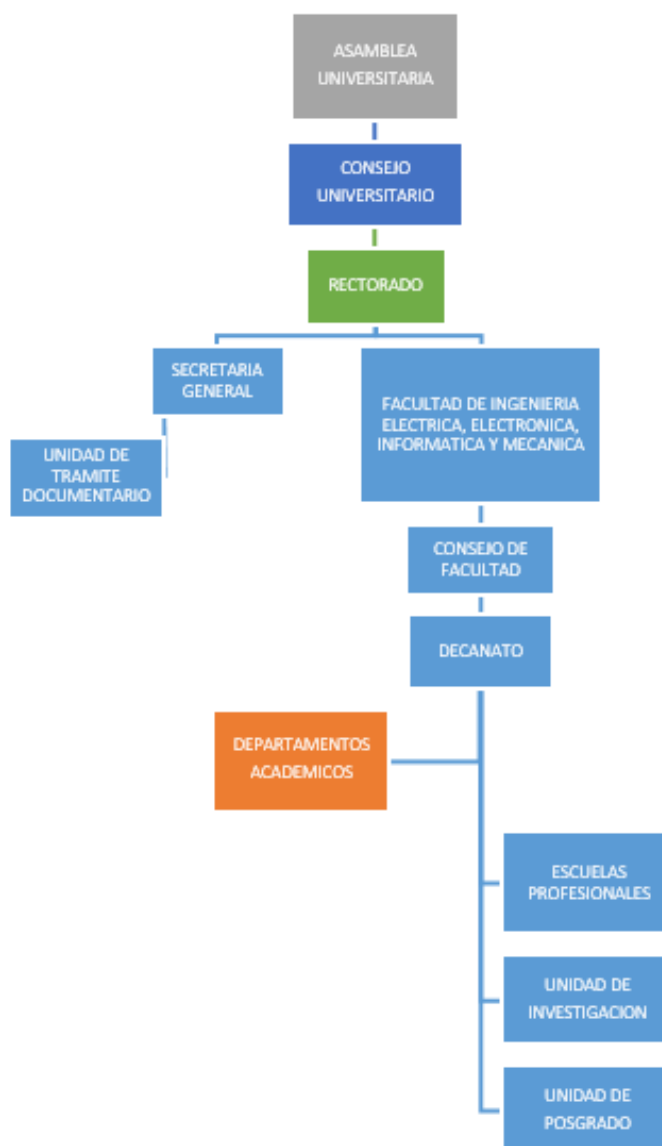 ASAMBLEA
UNIVERSITARIA
CONSEJO
UNIVERSITARIO
RECTORADO
SECRETARIA
GENERAL
FACULTAD DE INGENIERIA
ELECTRICA, ELECTRONICA,
INFORMATICA Y MECANICA
UNIDAD DE
TRAMITE
DOCUMENTARIO
CONSEJO DE
FACULTAD
DECANATO
DEPARTAMENTOS
ACADEMICOS
ESCUELAS
PROFESIONALES
UNIDAD DE
INVESTIGACION
UNIDAD DE
POSGRADO